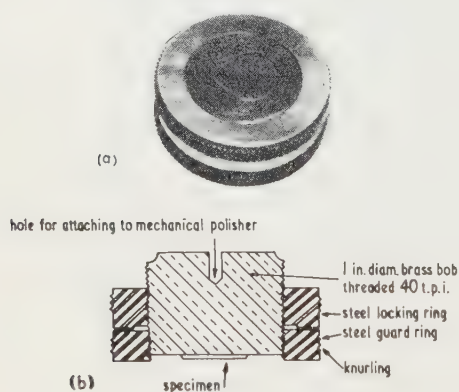 (a)
hole for attaching to mechanical polisher
1 in. diam. brass bob
threaded 40 t.p.i.
steel locking ring
steel guard ring
knurling
(b)
specimen